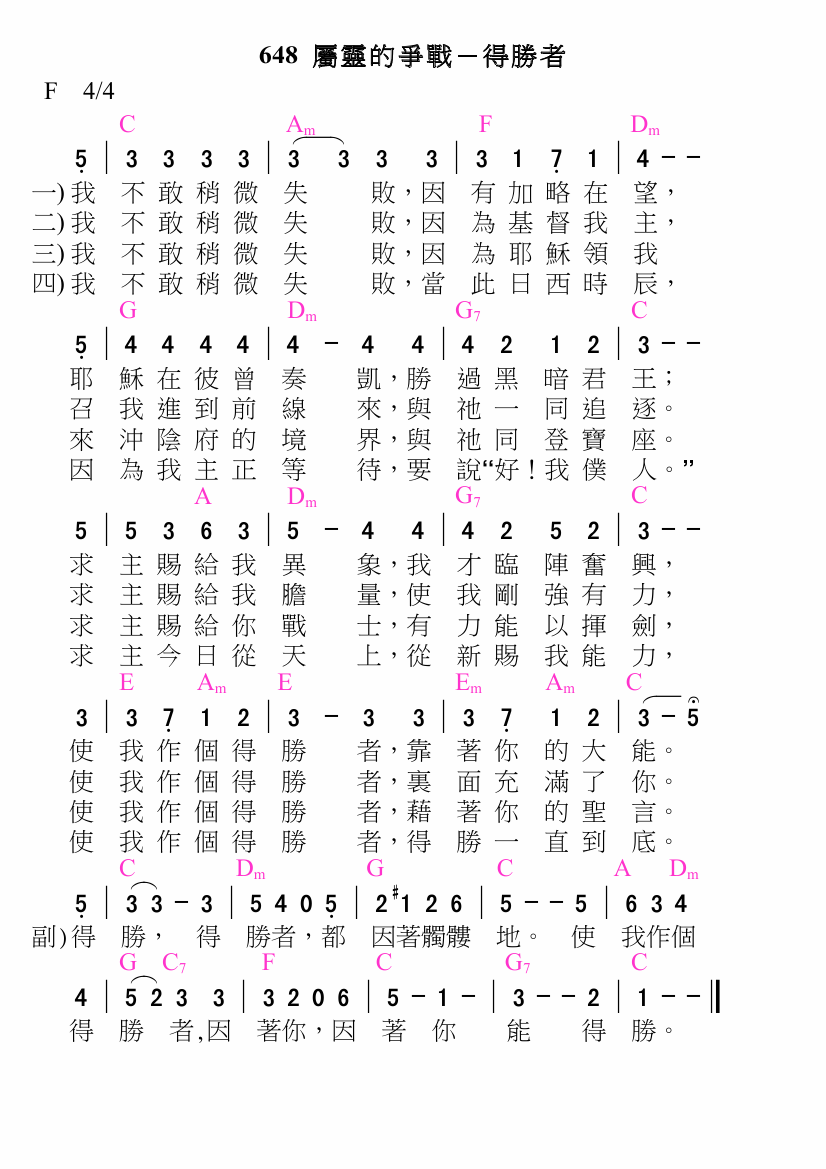 648 屬靈的爭戰－得勝者
F 4/4
C Am F Dm
5 | 3 3 3 3 | 3 3 3 3 | 3 1 7 1 | 4 - -
一)我 不敢稍微失 敗，因 有加略在 望，
二)我 不敢稍微失 敗，因 為基督我 主，
三)我 不敢稍微失 敗，因 為耶穌領 我
四)我 不敢稍微失 敗，當 此日西時 辰，
G Dm G7 C
5 | 4 4 4 4 | 4 - 4 4 | 4 2 1 2 | 3 - -
耶 穌在彼曾 奏 凱，勝 過黑暗君 王；
召 我進到前 線 來，與 祂一同追 逐。
來 沖陰府的 境 界，與 祂同登寶 座。
因 為我主正 等 待，要 說“好！我僕 人。”
A Dm G7 C
5 | 5 3 6 3 | 5 - 4 4 | 4 2 5 2 | 3 - -
求 主賜給我 異 象，我 才臨陣奮 興，
求 主賜給我 膽 量，使 我剛強有 力，
求 主賜給你 戰 士，有 力能以揮 劍，
求 主今日從 天 上，從 新賜我能 力，
E Am E Em Am C
3 | 3 7 1 2 | 3 - 3 3 | 3 7 1 2 | 3 - 5
使 我作個得 勝 者，靠 著你的大 能。
使 我作個得 勝 者，裏 面充滿了 你。
使 我作個得 勝 者，藉 著你的聖 言。
使 我作個得 勝 者，得 勝一直到 底。
C Dm G C A Dm
5 | 3 3 - 3 | 5 4 0 5 | 2 #1 2 6 | 5 - - 5 | 6 3 4
副)得 勝， 得 勝者，都 因著髑髏 地。 使 我作個
G C7 F C G7 C
4 | 5 2 3 3 | 3 2 0 6 | 5 - 1 - | 3 - - 2 | 1 - - ‖
得 勝 者,因 著你，因 著 你 能 得 勝。